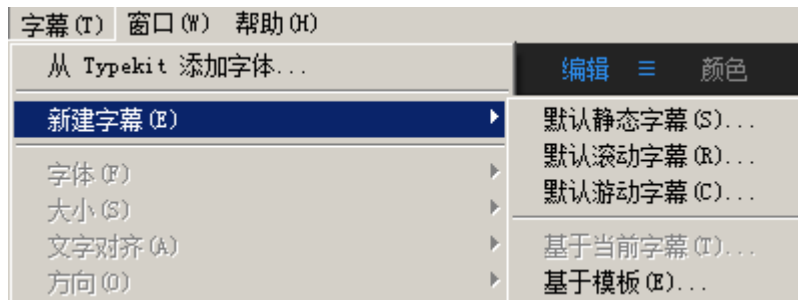 字幕(T) 窗口(W) 帮助(H)
从 Typekit 添加字体...
编辑 颜色
新建字幕(E)
默认静态字幕(S)...
默认滚动字幕(R)...
默认游动字幕(C)...
字体(F)
大小(S)
文字对齐(A)
基于当前字幕(T)...
方向(O)
基于模板(E)...